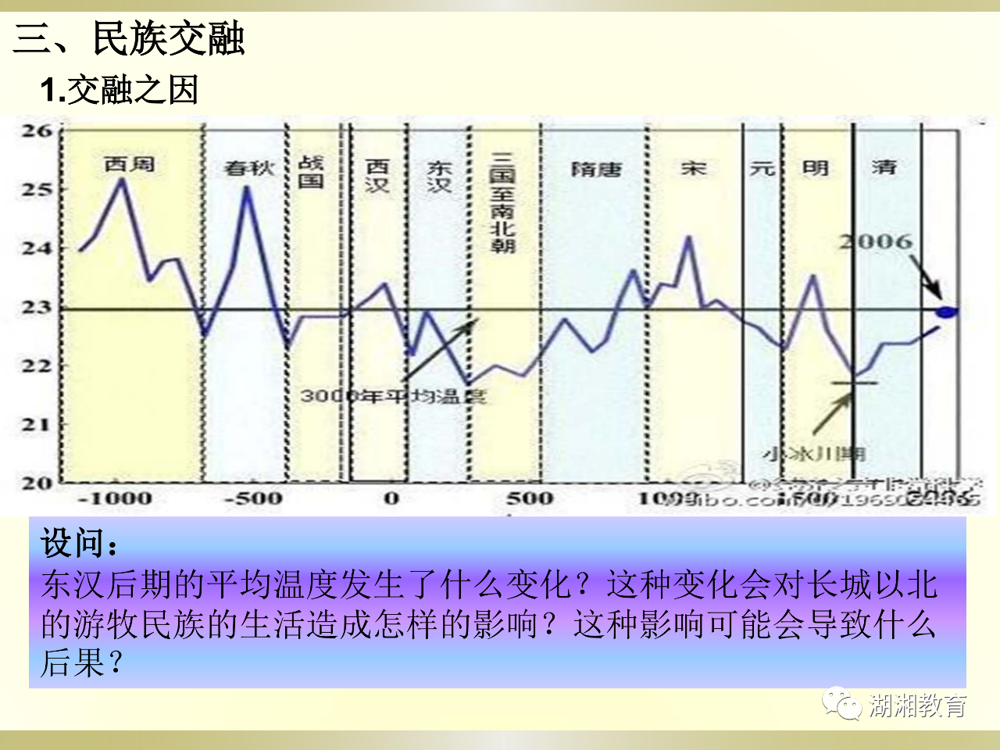 三、民族交融
1.交融之因
26
25
24
23
22
21
20
西周
春秋
战国
西汉
东汉
三国至南北朝
隋唐
宋
元
明
清
2006
3000年平均温度
小冰川期
-1000
-500
0
500
1000
1500
2006
设问：
东汉后期的平均温度发生了什么变化？这种变化会对长城以北
的游牧民族的生活造成怎样的影响？这种影响可能会导致什么
后果？
湖湘教育